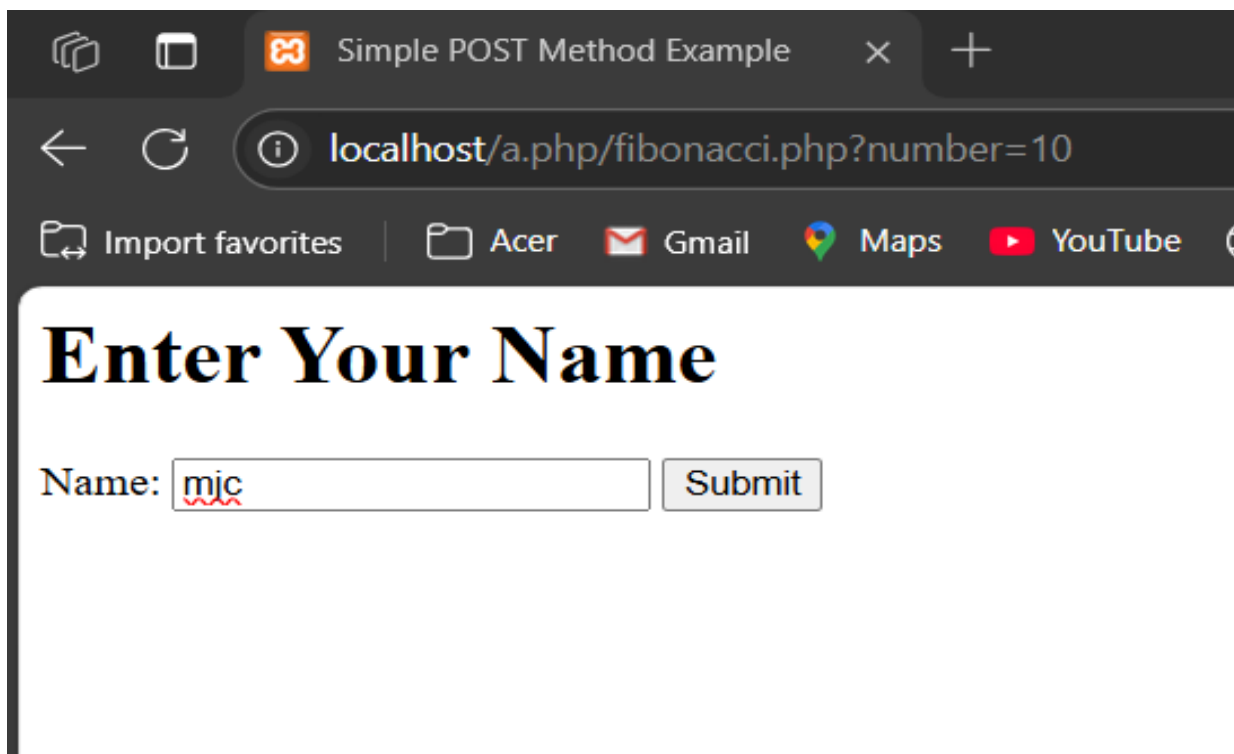 Simple POST Method Example
localhost/a.php/fibonacci.php?number=10
Import favorites Acer Gmail Maps YouTube
Enter Your Name
Name: mjc Submit